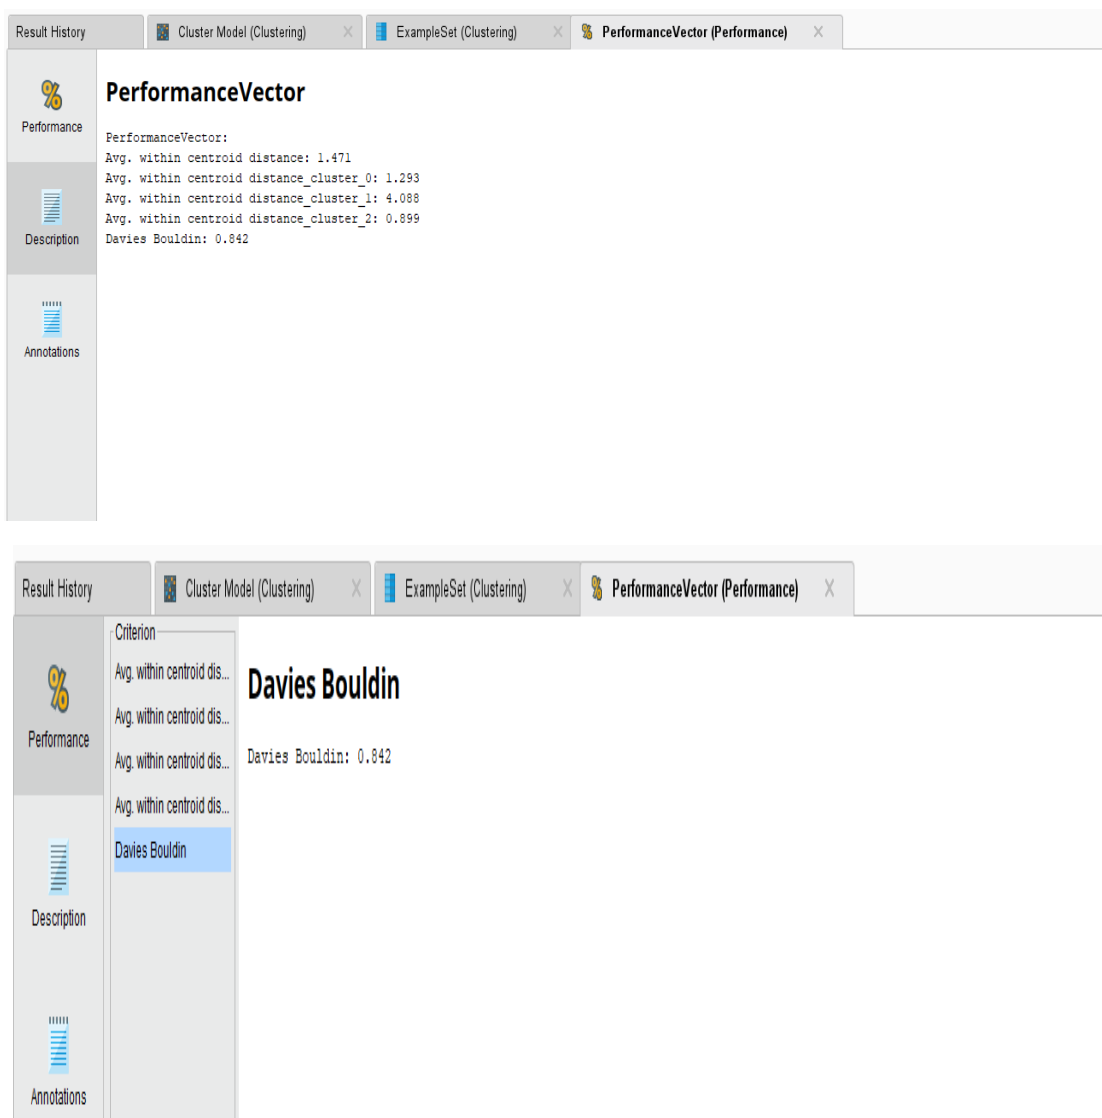 Result History
Cluster Model (Clustering)
ExampleSet (Clustering)
PerformanceVector (Performance)
%
Performance
Description
Annotations
PerformanceVector
PerformanceVector:
Avg. within centroid distance: 1.471
Avg. within centroid distance_cluster_0: 1.293
Avg. within centroid distance_cluster_1: 4.088
Avg. within centroid distance_cluster_2: 0.899
Davies Bouldin: 0.842
Result History
Cluster Model (Clustering)
ExampleSet (Clustering)
PerformanceVector (Performance)
%
Performance
Description
Annotations
Criterion
Avg. within centroid dis...
Avg. within centroid dis...
Avg. within centroid dis...
Avg. within centroid dis...
Davies Bouldin
Davies Bouldin
Davies Bouldin: 0.842